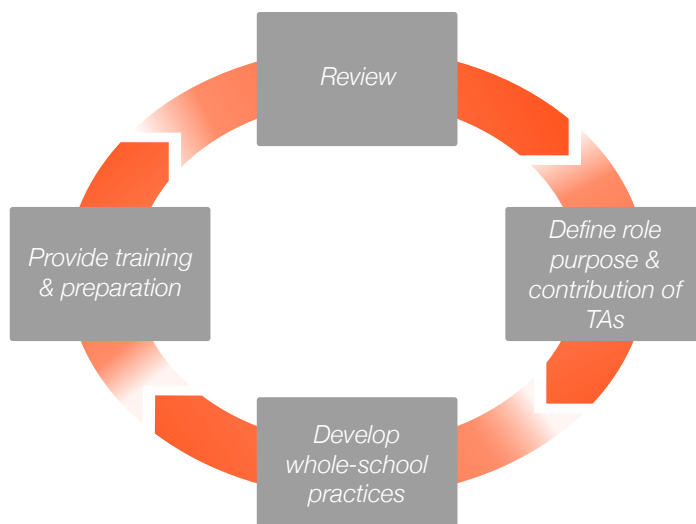 Review
Define role
purpose &
contribution of
TAs
Develop
whole-school
practices
Provide training
& preparation